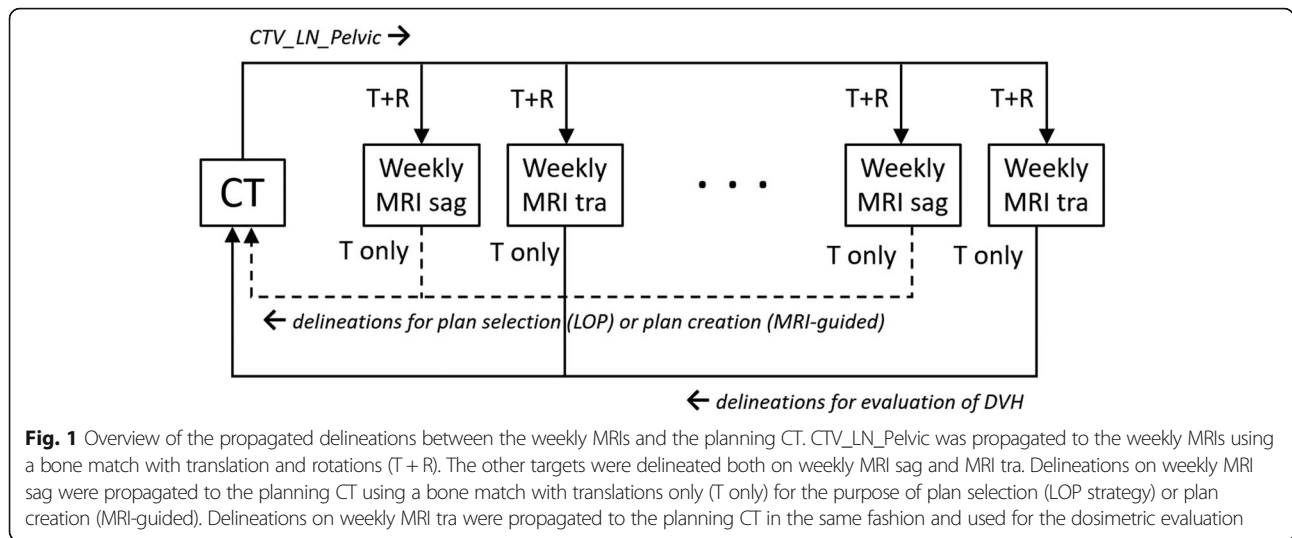 CTV_LN_Pelvic →
T+R T+R T+R T+R
CT
Weekly MRI sag
Weekly MRI tra
. . .
Weekly MRI sag
Weekly MRI tra
T only T only T only T only
← delineations for plan selection (LOP) or plan creation (MRI-guided)
← delineations for evaluation of DVH
Fig. 1 Overview of the propagated delineations between the weekly MRIs and the planning CT. CTV_LN_Pelvic was propagated to the weekly MRIs using
a bone match with translation and rotations (T + R). The other targets were delineated both on weekly MRI sag and MRI tra. Delineations on weekly MRI
sag were propagated to the planning CT using a bone match with translations only (T only) for the purpose of plan selection (LOP strategy) or plan
creation (MRI-guided). Delineations on weekly MRI tra were propagated to the planning CT in the same fashion and used for the dosimetric evaluation